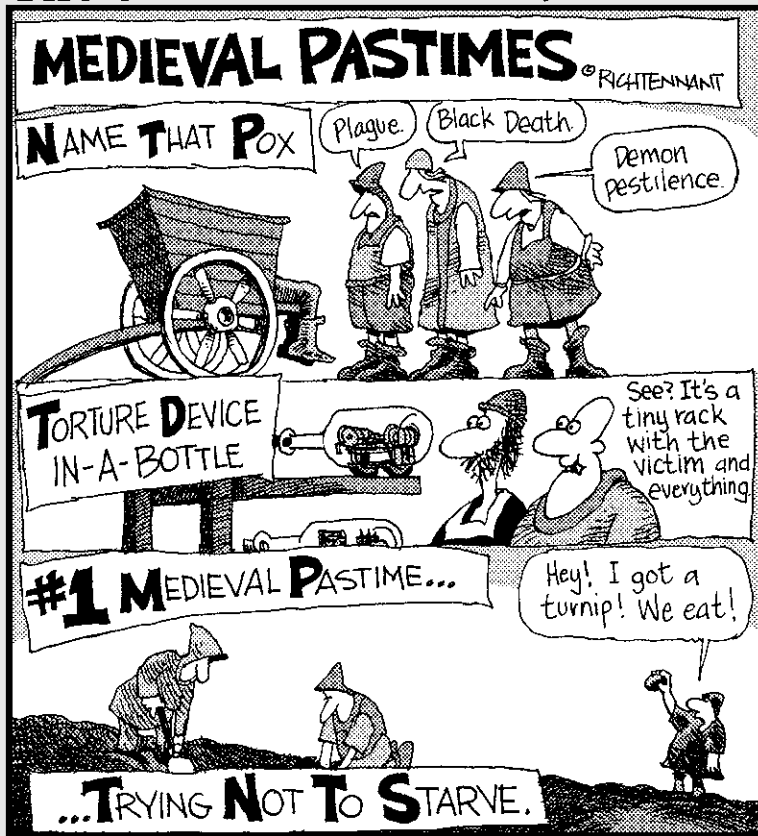 MEDIEVAL PASTIMES
© RICHTENNANT
NAME THAT POX
Plague.
Black Death.
Demon
pestilence.
TORTURE DEVICE
IN-A-BOTTLE
See? It's a
tiny rack
with the
victim and
everything.
#1 MEDIEVAL PASTIME...
Hey! I got a
turnip! We eat!
...TRYING NOT TO STARVE.